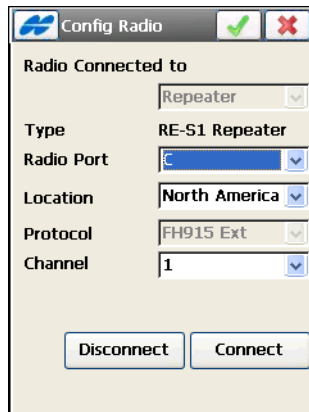 Config Radio
Radio Connected to
Repeater
Type RE-S1 Repeater
Radio Port C
Location North America
Protocol FH915 Ext
Channel 1
Disconnect Connect